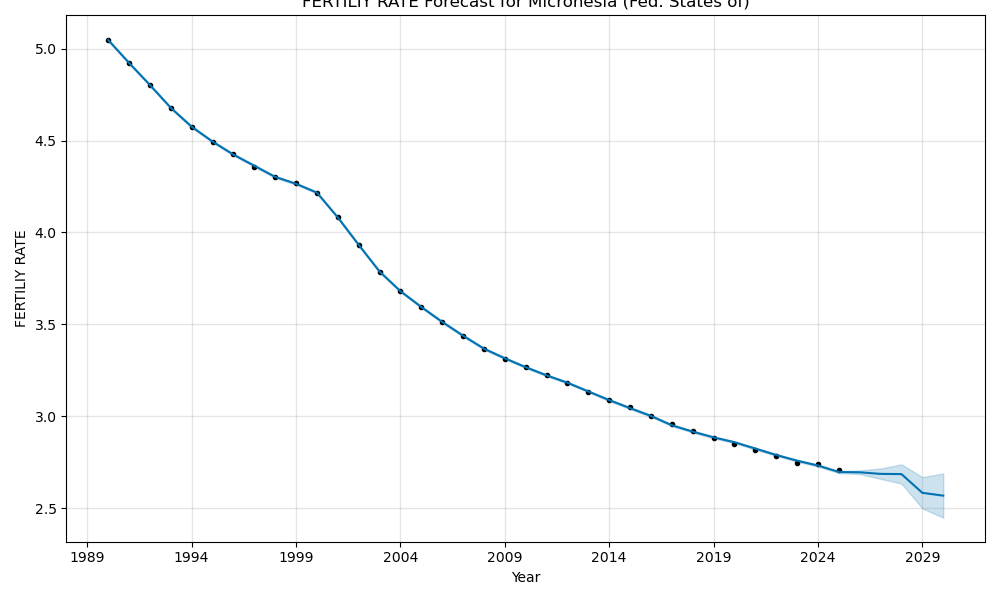 FERTILIY RATE Forecast for Micronesia (Fed. States of)
5.0
4.5
4.0
3.5
3.0
2.5
FERTILIY RATE
1989 1994 1999 2004 2009 2014 2019 2024 2029
Year